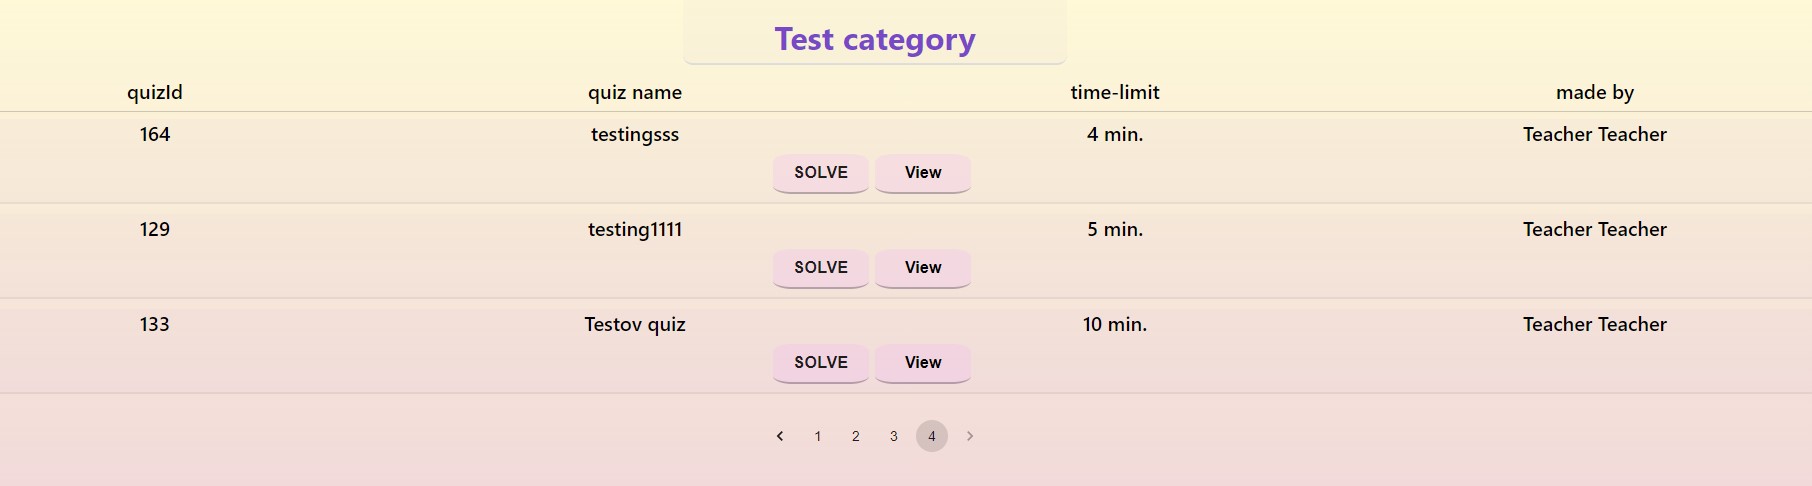 Test category
quizId quiz name time-limit made by
164 testingsss 4 min. Teacher Teacher
SOLVE View
129 testing1111 5 min. Teacher Teacher
SOLVE View
133 Testov quiz 10 min. Teacher Teacher
SOLVE View
1 2 3 4